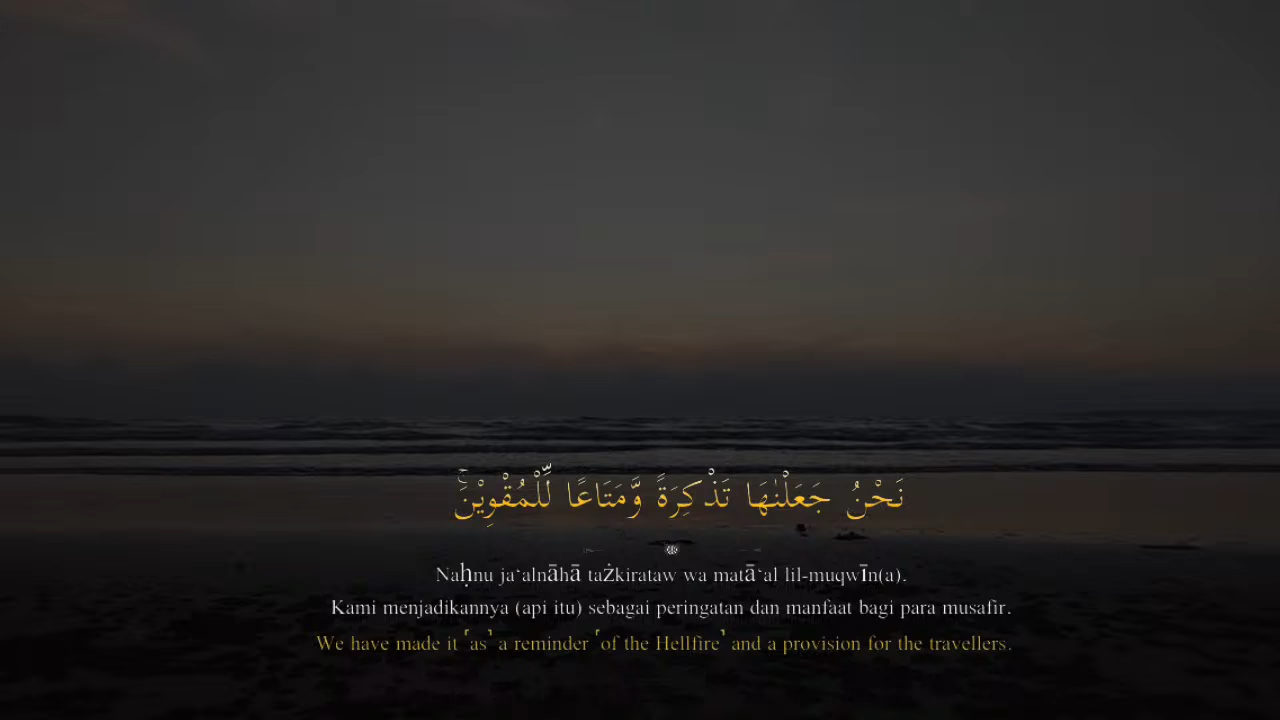 نَحْنُ جَعَلْنٰهَا تَذْكِرَةً وَّمَتَاعًا لِّلْمُقْوِيْنَۚ
Naḥnu ja‘alnāhā tażkirataw wa matā‘al lil-muqwīn(a).
Kami menjadikannya (api itu) sebagai peringatan dan manfaat bagi para musafir.
We have made it ˹as˺ a reminder ˹of the Hellfire˺ and a provision for the travellers.